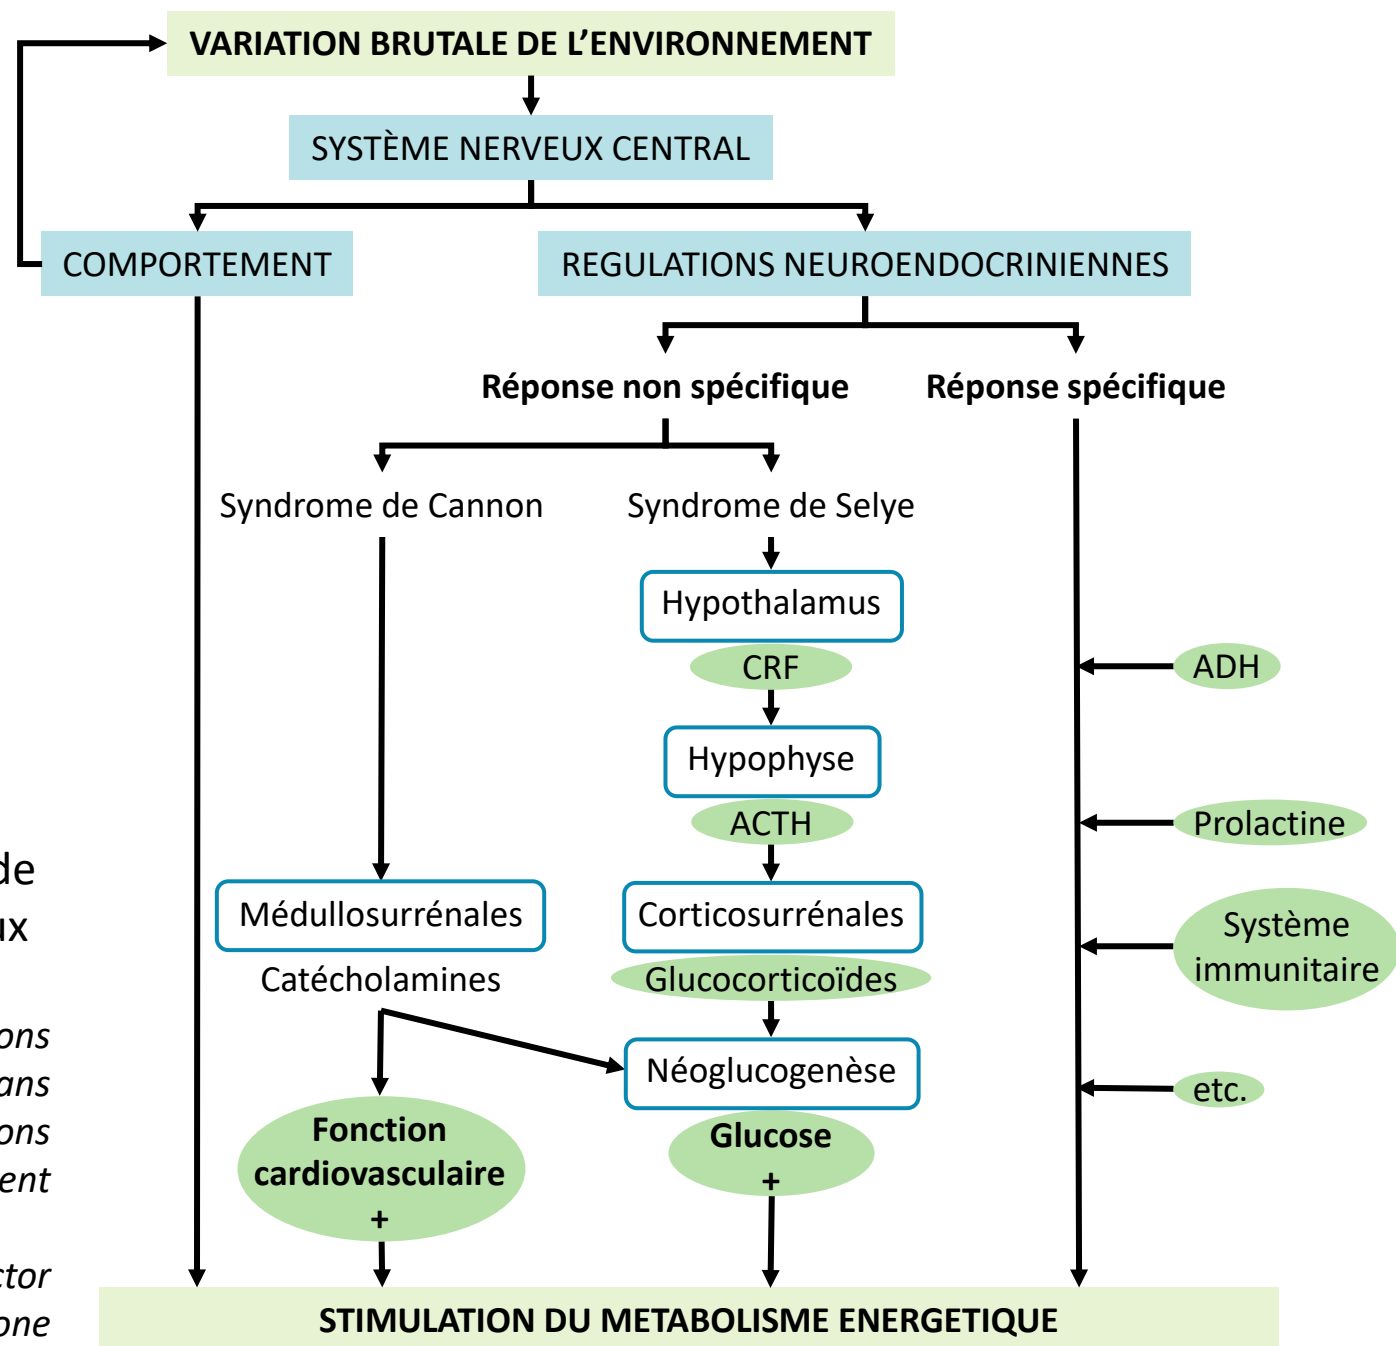 VARIATION BRUTALE DE L’ENVIRONNEMENT
SYSTÈME NERVEUX CENTRAL
COMPORTEMENT
REGULATIONS NEUROENDOCRINIENNES
Réponse non spécifique
Réponse spécifique
Syndrome de Cannon
Syndrome de Selye
Hypothalamus
CRF
ADH
Hypophyse
ACTH
Prolactine
Médullosurrénales
Corticosurrénales
Système
immunitaire
Catécholamines
Glucocorticoïdes
Néoglucogenèse
etc.
Fonction
cardiovasculaire
+
Glucose
+
STIMULATION DU METABOLISME ENERGETIQUE
de
ux
ons
ans
ons
ent
ctor
one